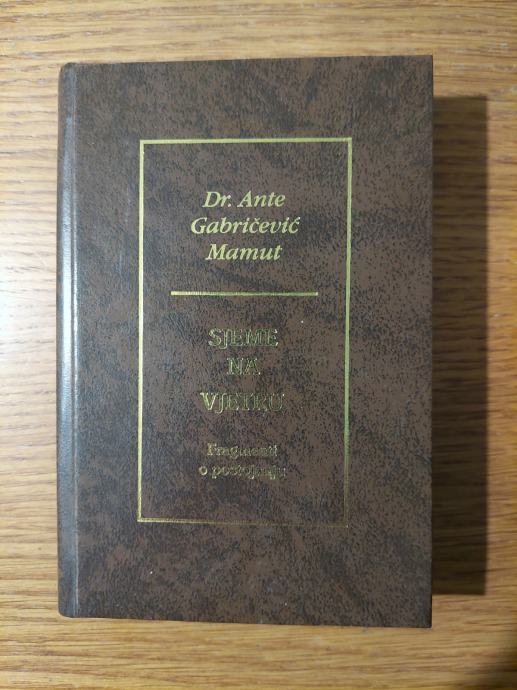 Dr. Ante
Gabričević
Mamut
SJEME
NA
VJETRU
Fragmenti
o postojanju